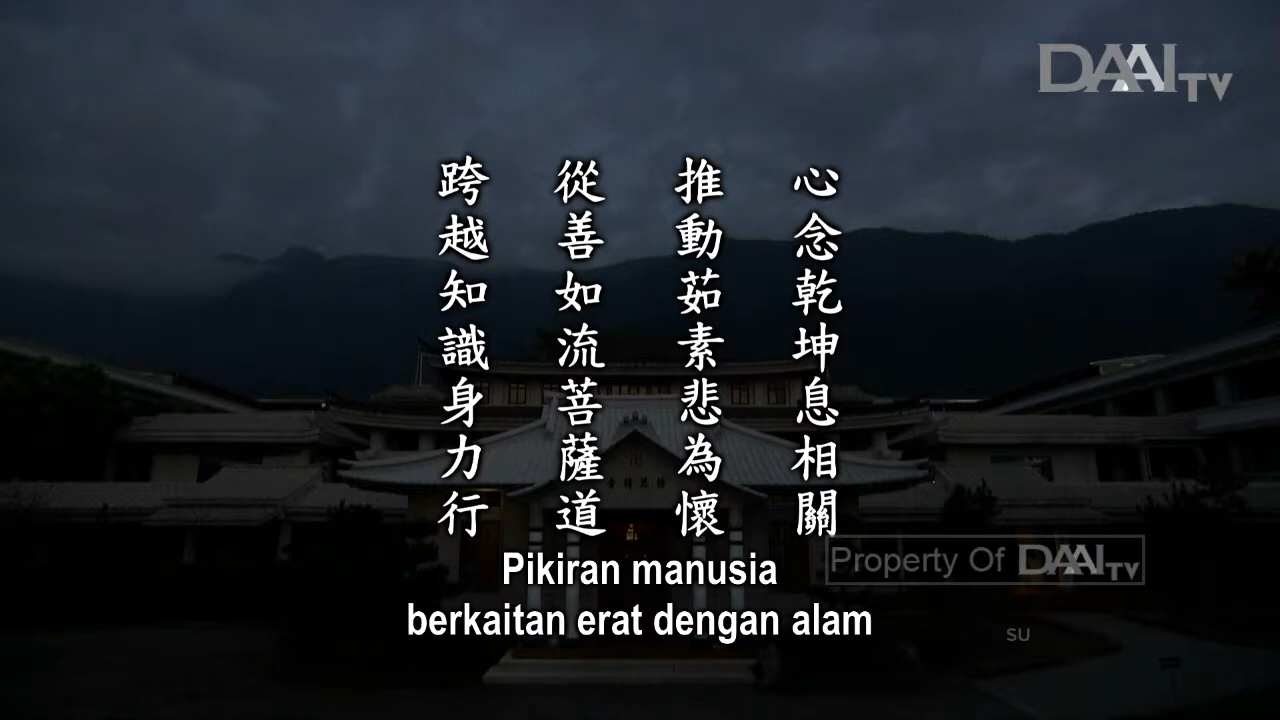 DAAI TV
心念乾坤息相關
推動茹素悲為懷
從善如流菩薩道
跨越知識身力行
Pikiran manusia
berkaitan erat dengan alam
Property Of DAAI TV
SU